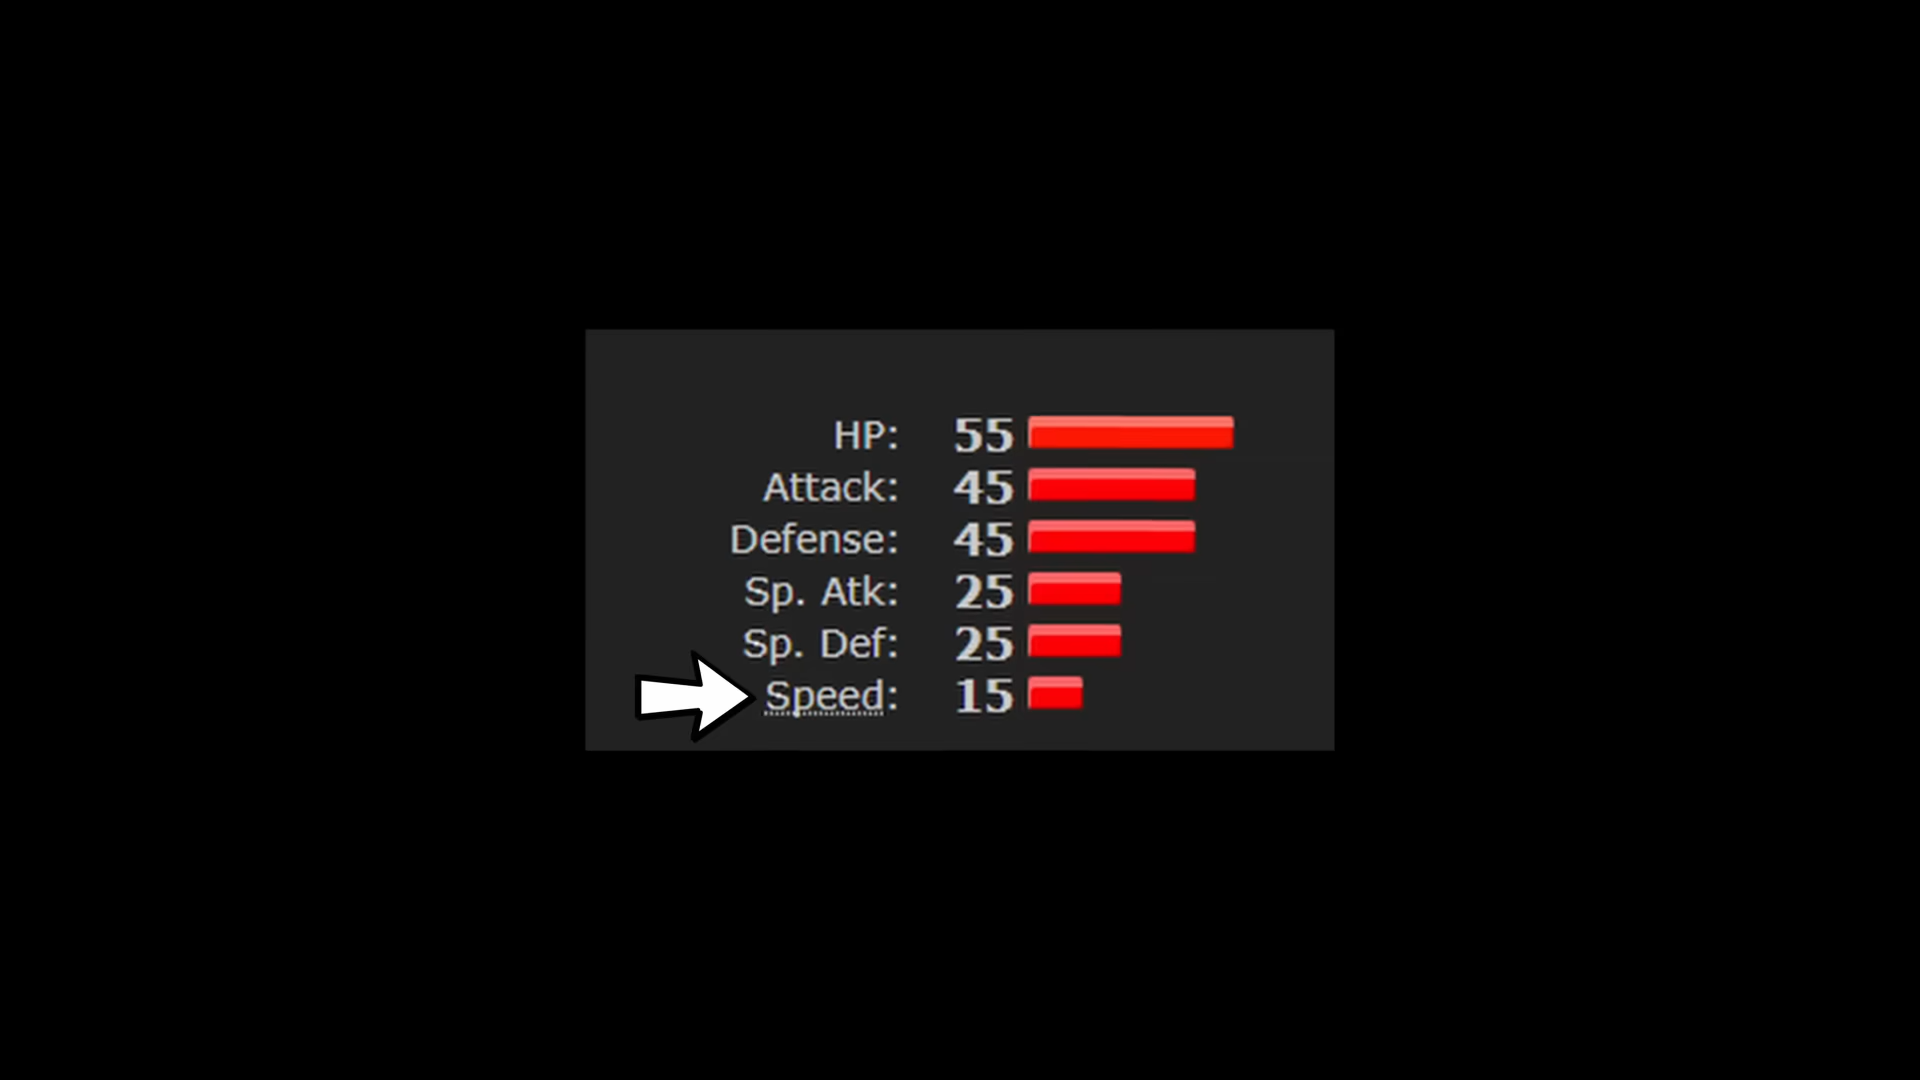 HP: 55
Attack: 45
Defense: 45
Sp. Atk: 25
Sp. Def: 25
Speed: 15